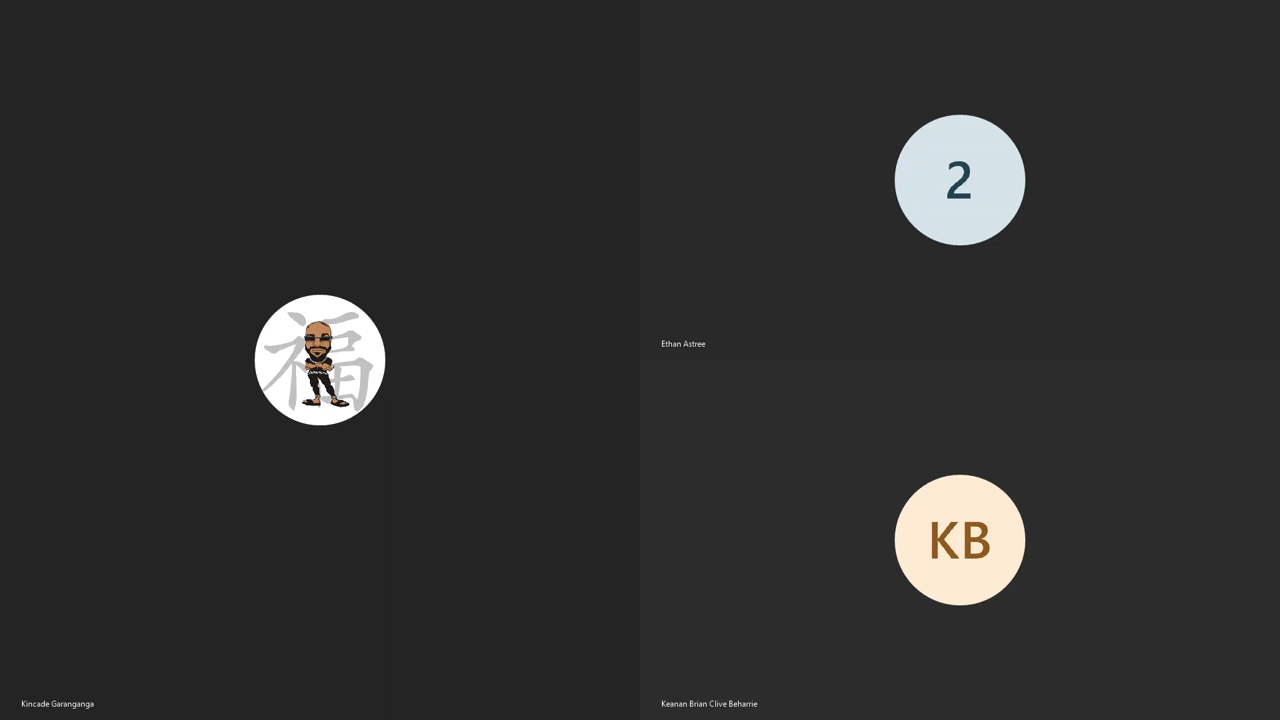 福
Kincade Garanganga
2
Ethan Astree
KB
Keanan Brian Clive Beharrie